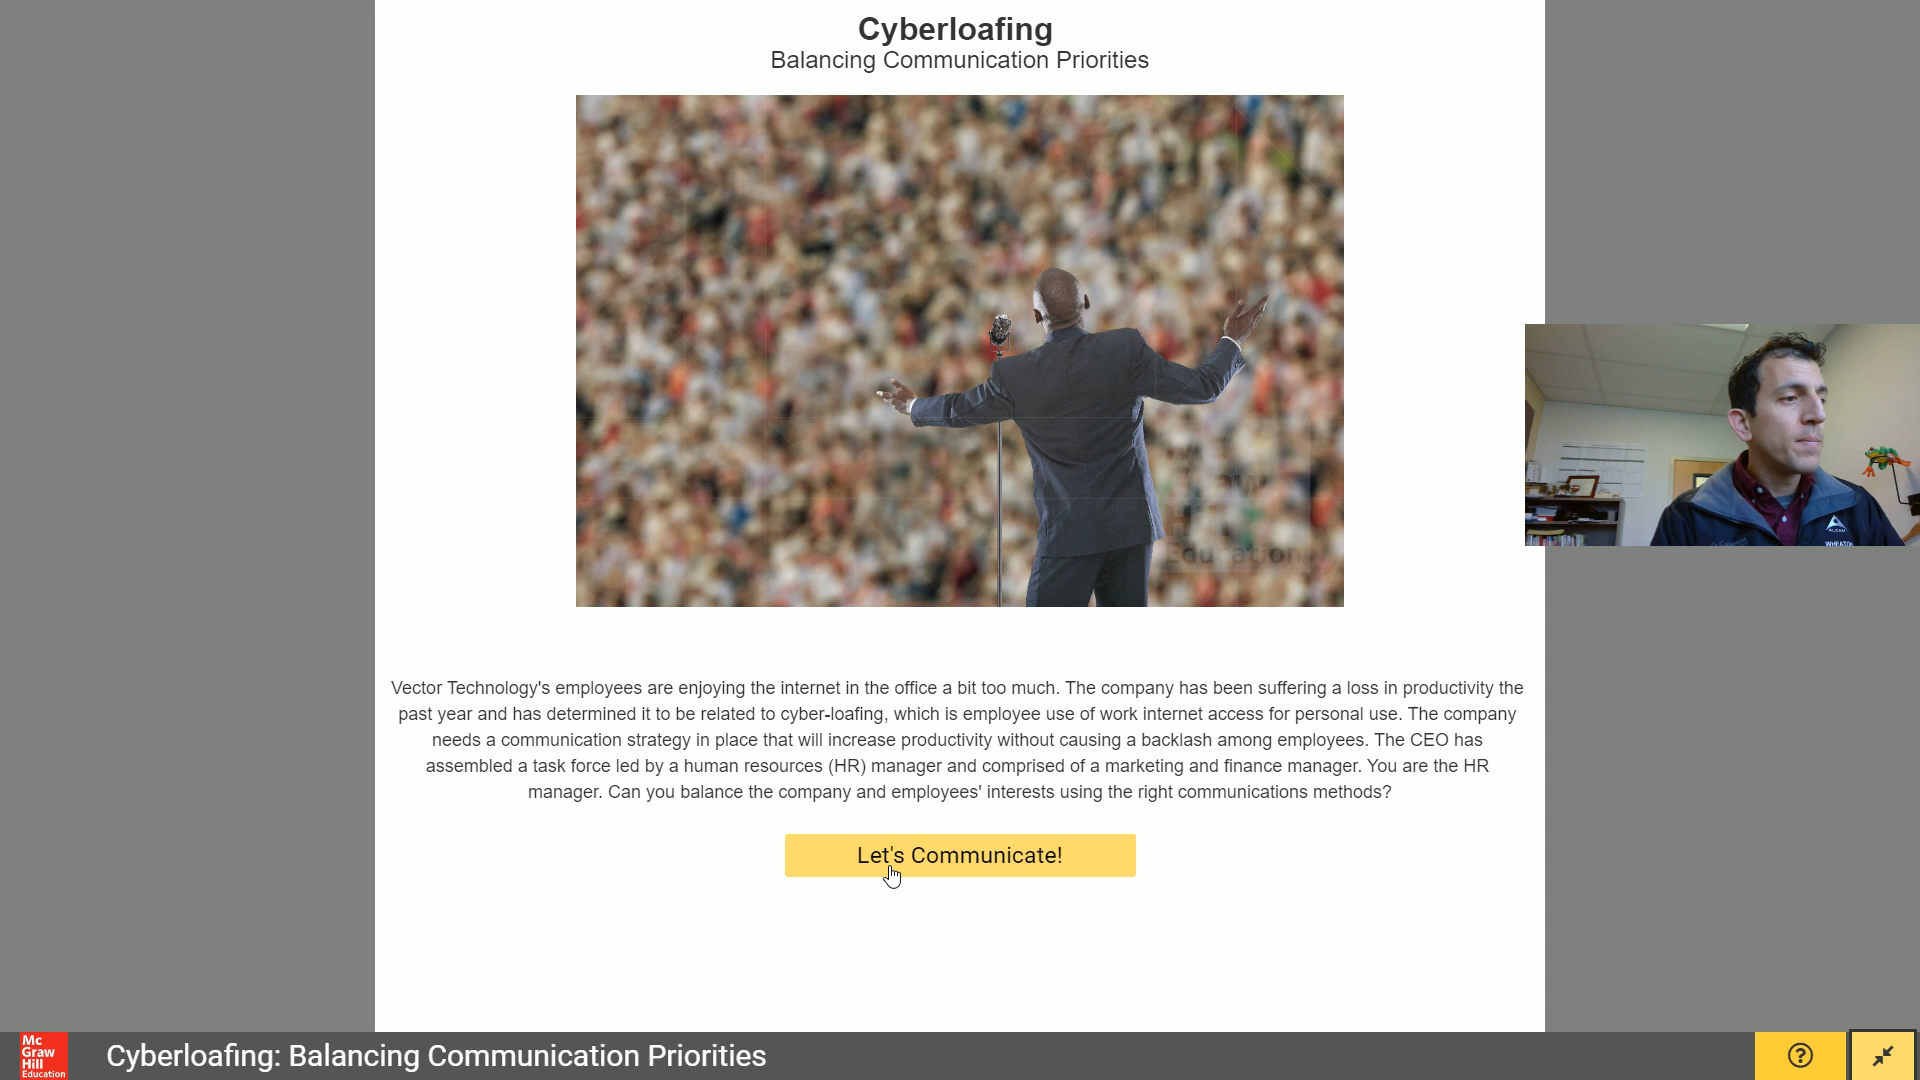 Cyberloafing
Balancing Communication Priorities
Mc
Graw
Hill
Education
Vector Technology's employees are enjoying the internet in the office a bit too much. The company has been suffering a loss in productivity the
past year and has determined it to be related to cyber-loafing, which is employee use of work internet access for personal use. The company
needs a communication strategy in place that will increase productivity without causing a backlash among employees. The CEO has
assembled a task force led by a human resources (HR) manager and comprised of a marketing and finance manager. You are the HR
manager. Can you balance the company and employees' interests using the right communications methods?
Let's Communicate!
WHEATON
Mc
Graw
Hill
Education
Cyberloafing: Balancing Communication Priorities
?